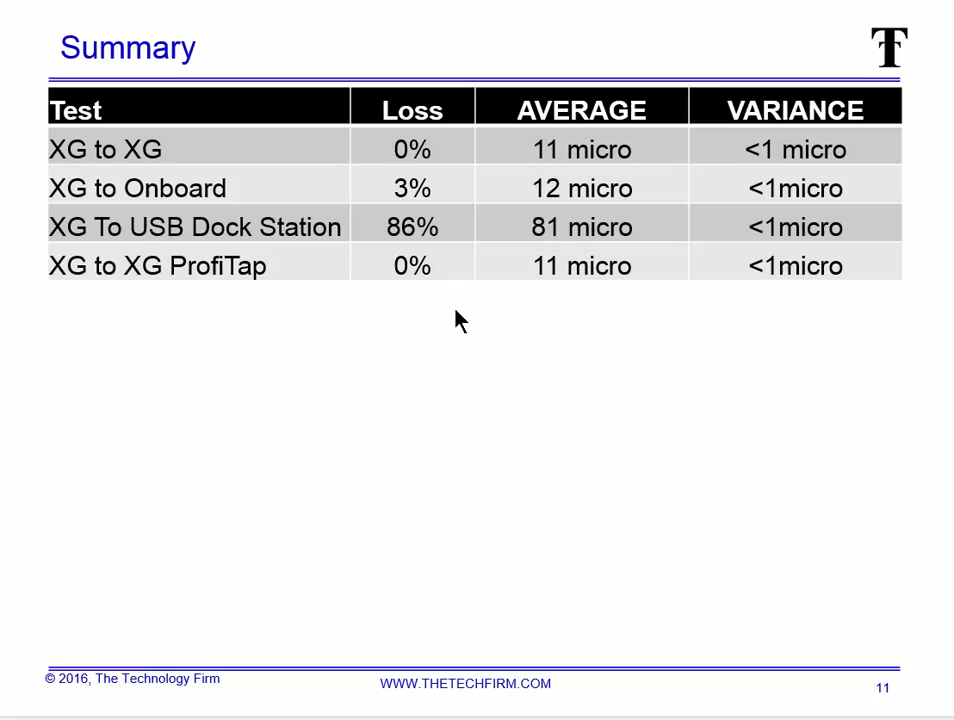 Summary
Test Loss AVERAGE VARIANCE
XG to XG 0% 11 micro <1 micro
XG to Onboard 3% 12 micro <1micro
XG To USB Dock Station 86% 81 micro <1micro
XG to XG ProfiTap 0% 11 micro <1micro
© 2016, The Technology Firm
WWW.THETECHFIRM.COM
11